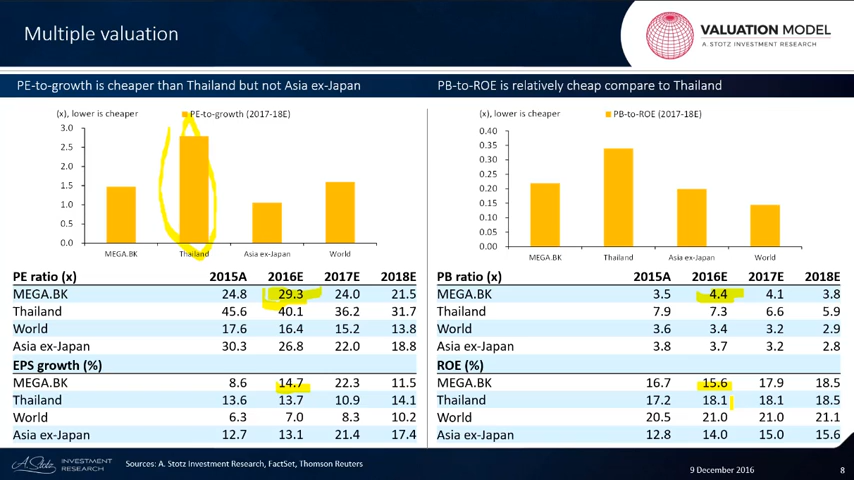 Multiple valuation
VALUATION MODEL
A. STOTZ INVESTMENT RESEARCH
PE-to-growth is cheaper than Thailand but not Asia ex-Japan
(x), lower is cheaper
PE-to-growth (2017-18E)
3.0
2.5
2.0
1.5
1.0
0.5
0.0
MEGA.BK Thailand Asia ex-Japan World
PE ratio (x) 2015A 2016E 2017E 2018E
MEGA.BK 24.8 29.3 24.0 21.5
Thailand 45.6 40.1 36.2 31.7
World 17.6 16.4 15.2 13.8
Asia ex-Japan 30.3 26.8 22.0 18.8
EPS growth (%)
MEGA.BK 8.6 14.7 22.3 11.5
Thailand 13.6 13.7 10.9 14.1
World 6.3 7.0 8.3 10.2
Asia ex-Japan 12.7 13.1 21.4 17.4
PB-to-ROE is relatively cheap compare to Thailand
(x), lower is cheaper
PB-to-ROE (2017-18E)
0.40
0.35
0.30
0.25
0.20
0.15
0.10
0.05
0.00
MEGA.BK Thailand Asia ex-Japan World
PB ratio (x) 2015A 2016E 2017E 2018E
MEGA.BK 3.5 4.4 4.1 3.8
Thailand 7.9 7.3 6.6 5.9
World 3.6 3.4 3.2 2.9
Asia ex-Japan 3.8 3.7 3.2 2.8
ROE (%)
MEGA.BK 16.7 15.6 17.9 18.5
Thailand 17.2 18.1 18.1 18.5
World 20.5 21.0 21.0 21.1
Asia ex-Japan 12.8 14.0 15.0 15.6
A. Stotz
INVESTMENT
RESEARCH
Sources: A. Stotz Investment Research, FactSet, Thomson Reuters
9 December 2016
8